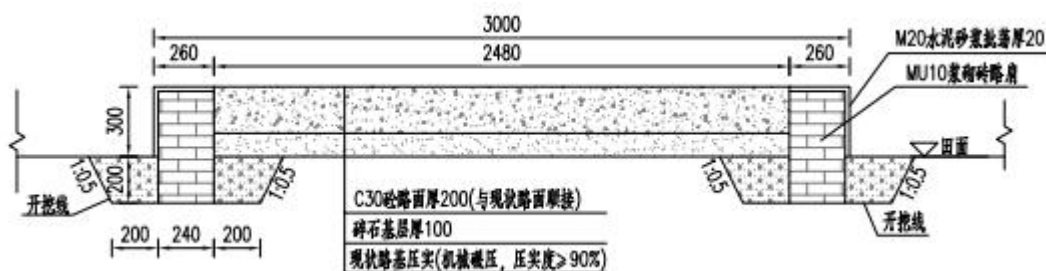 3000
260
2480
260
M20水泥砂浆批荡厚20
MU10浆砌砖路肩
300
200
1:0.5
1:0.5
1:0.5
1:0.5
田面
开挖线
开挖线
C30砼路面厚200(与现状路面顺接)
碎石基层厚100
现状路基压实(机械碾压，压实度≥90%)
200
240
200